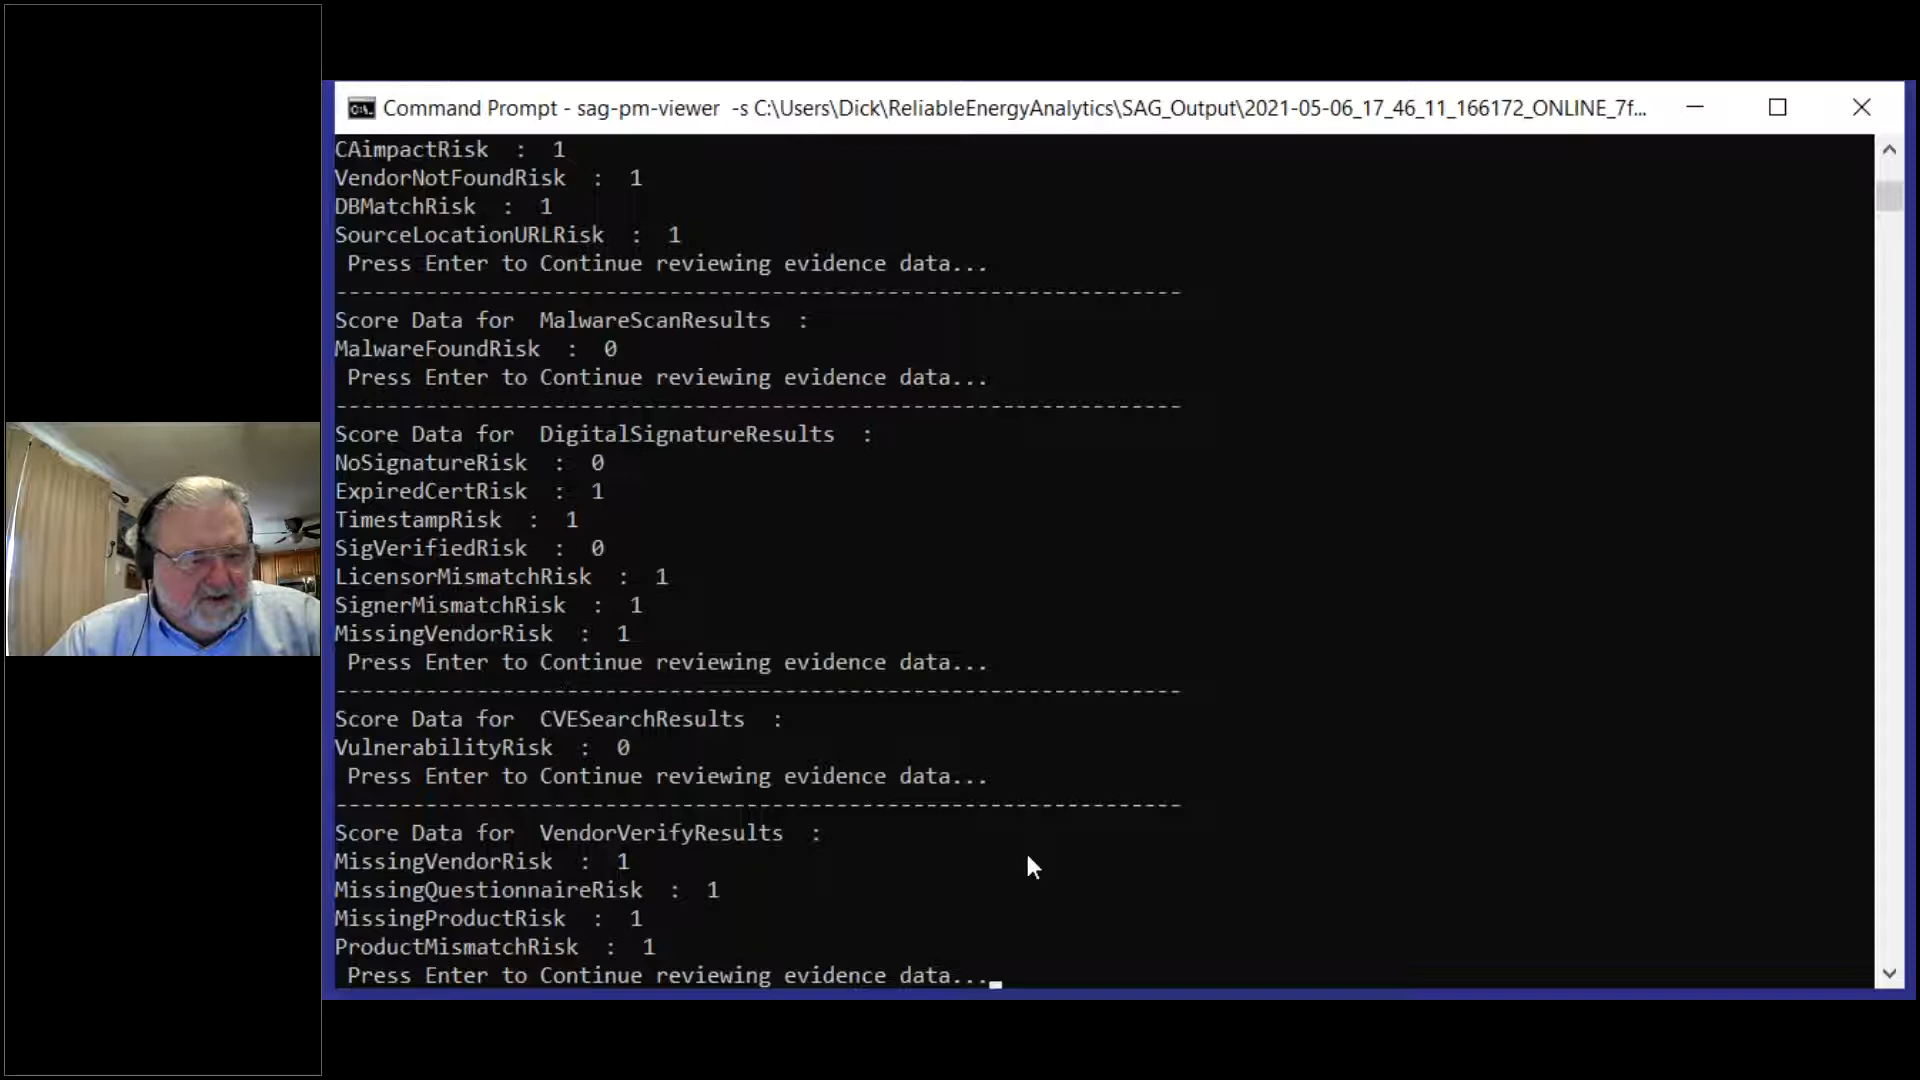 Command Prompt - sag-pm-viewer -s C:\Users\Dick\ReliableEnergyAnalytics\SAG_Output\2021-05-06_17_46_11_166172_ONLINE_7f...
CAimpactRisk : 1
VendorNotFoundRisk : 1
DBMatchRisk : 1
SourceLocationURLRisk : 1
Press Enter to Continue reviewing evidence data...
------------------------------------------------------------------
Score Data for MalwareScanResults :
MalwareFoundRisk : 0
Press Enter to Continue reviewing evidence data...
------------------------------------------------------------------
Score Data for DigitalSignatureResults :
NoSignatureRisk : 0
ExpiredCertRisk : 1
TimestampRisk : 1
SigVerifiedRisk : 0
LicensorMismatchRisk : 1
SignerMismatchRisk : 1
MissingVendorRisk : 1
Press Enter to Continue reviewing evidence data...
------------------------------------------------------------------
Score Data for CVESearchResults :
VulnerabilityRisk : 0
Press Enter to Continue reviewing evidence data...
------------------------------------------------------------------
Score Data for VendorVerifyResults :
MissingVendorRisk : 1
MissingQuestionnaireRisk : 1
MissingProductRisk : 1
ProductMismatchRisk : 1
Press Enter to Continue reviewing evidence data...